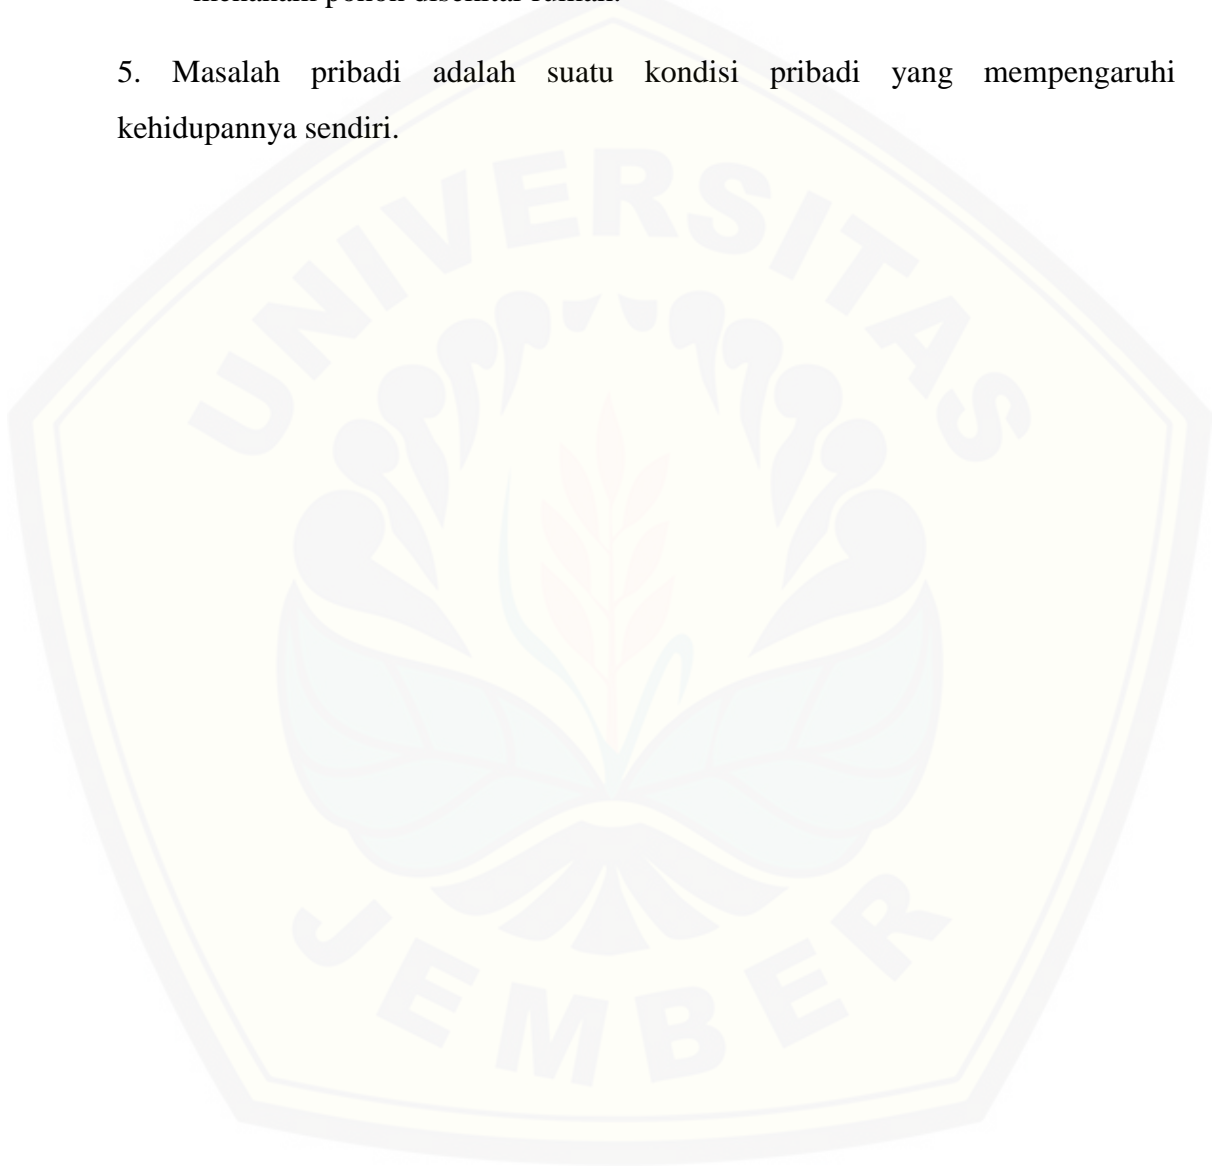 5. Masalah pribadi adalah suatu kondisi pribadi yang mempengaruhi
kehidupannya sendiri.
UNIVERSITAS
JEMBER